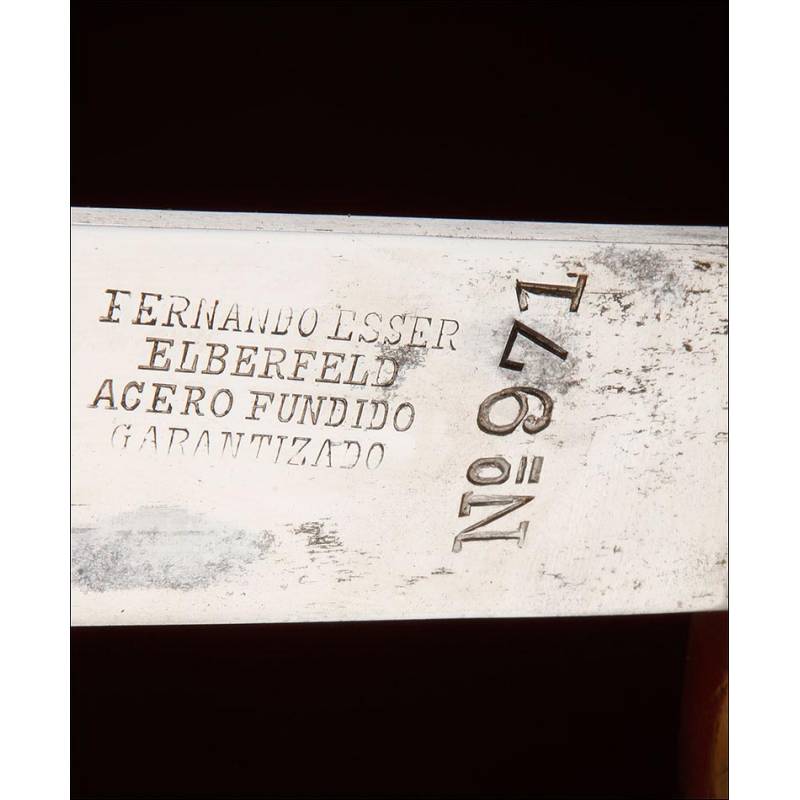 FERNANDO ESSER
ELBERFELD
ACERO FUNDIDO
GARANTIZADO
Nº 971